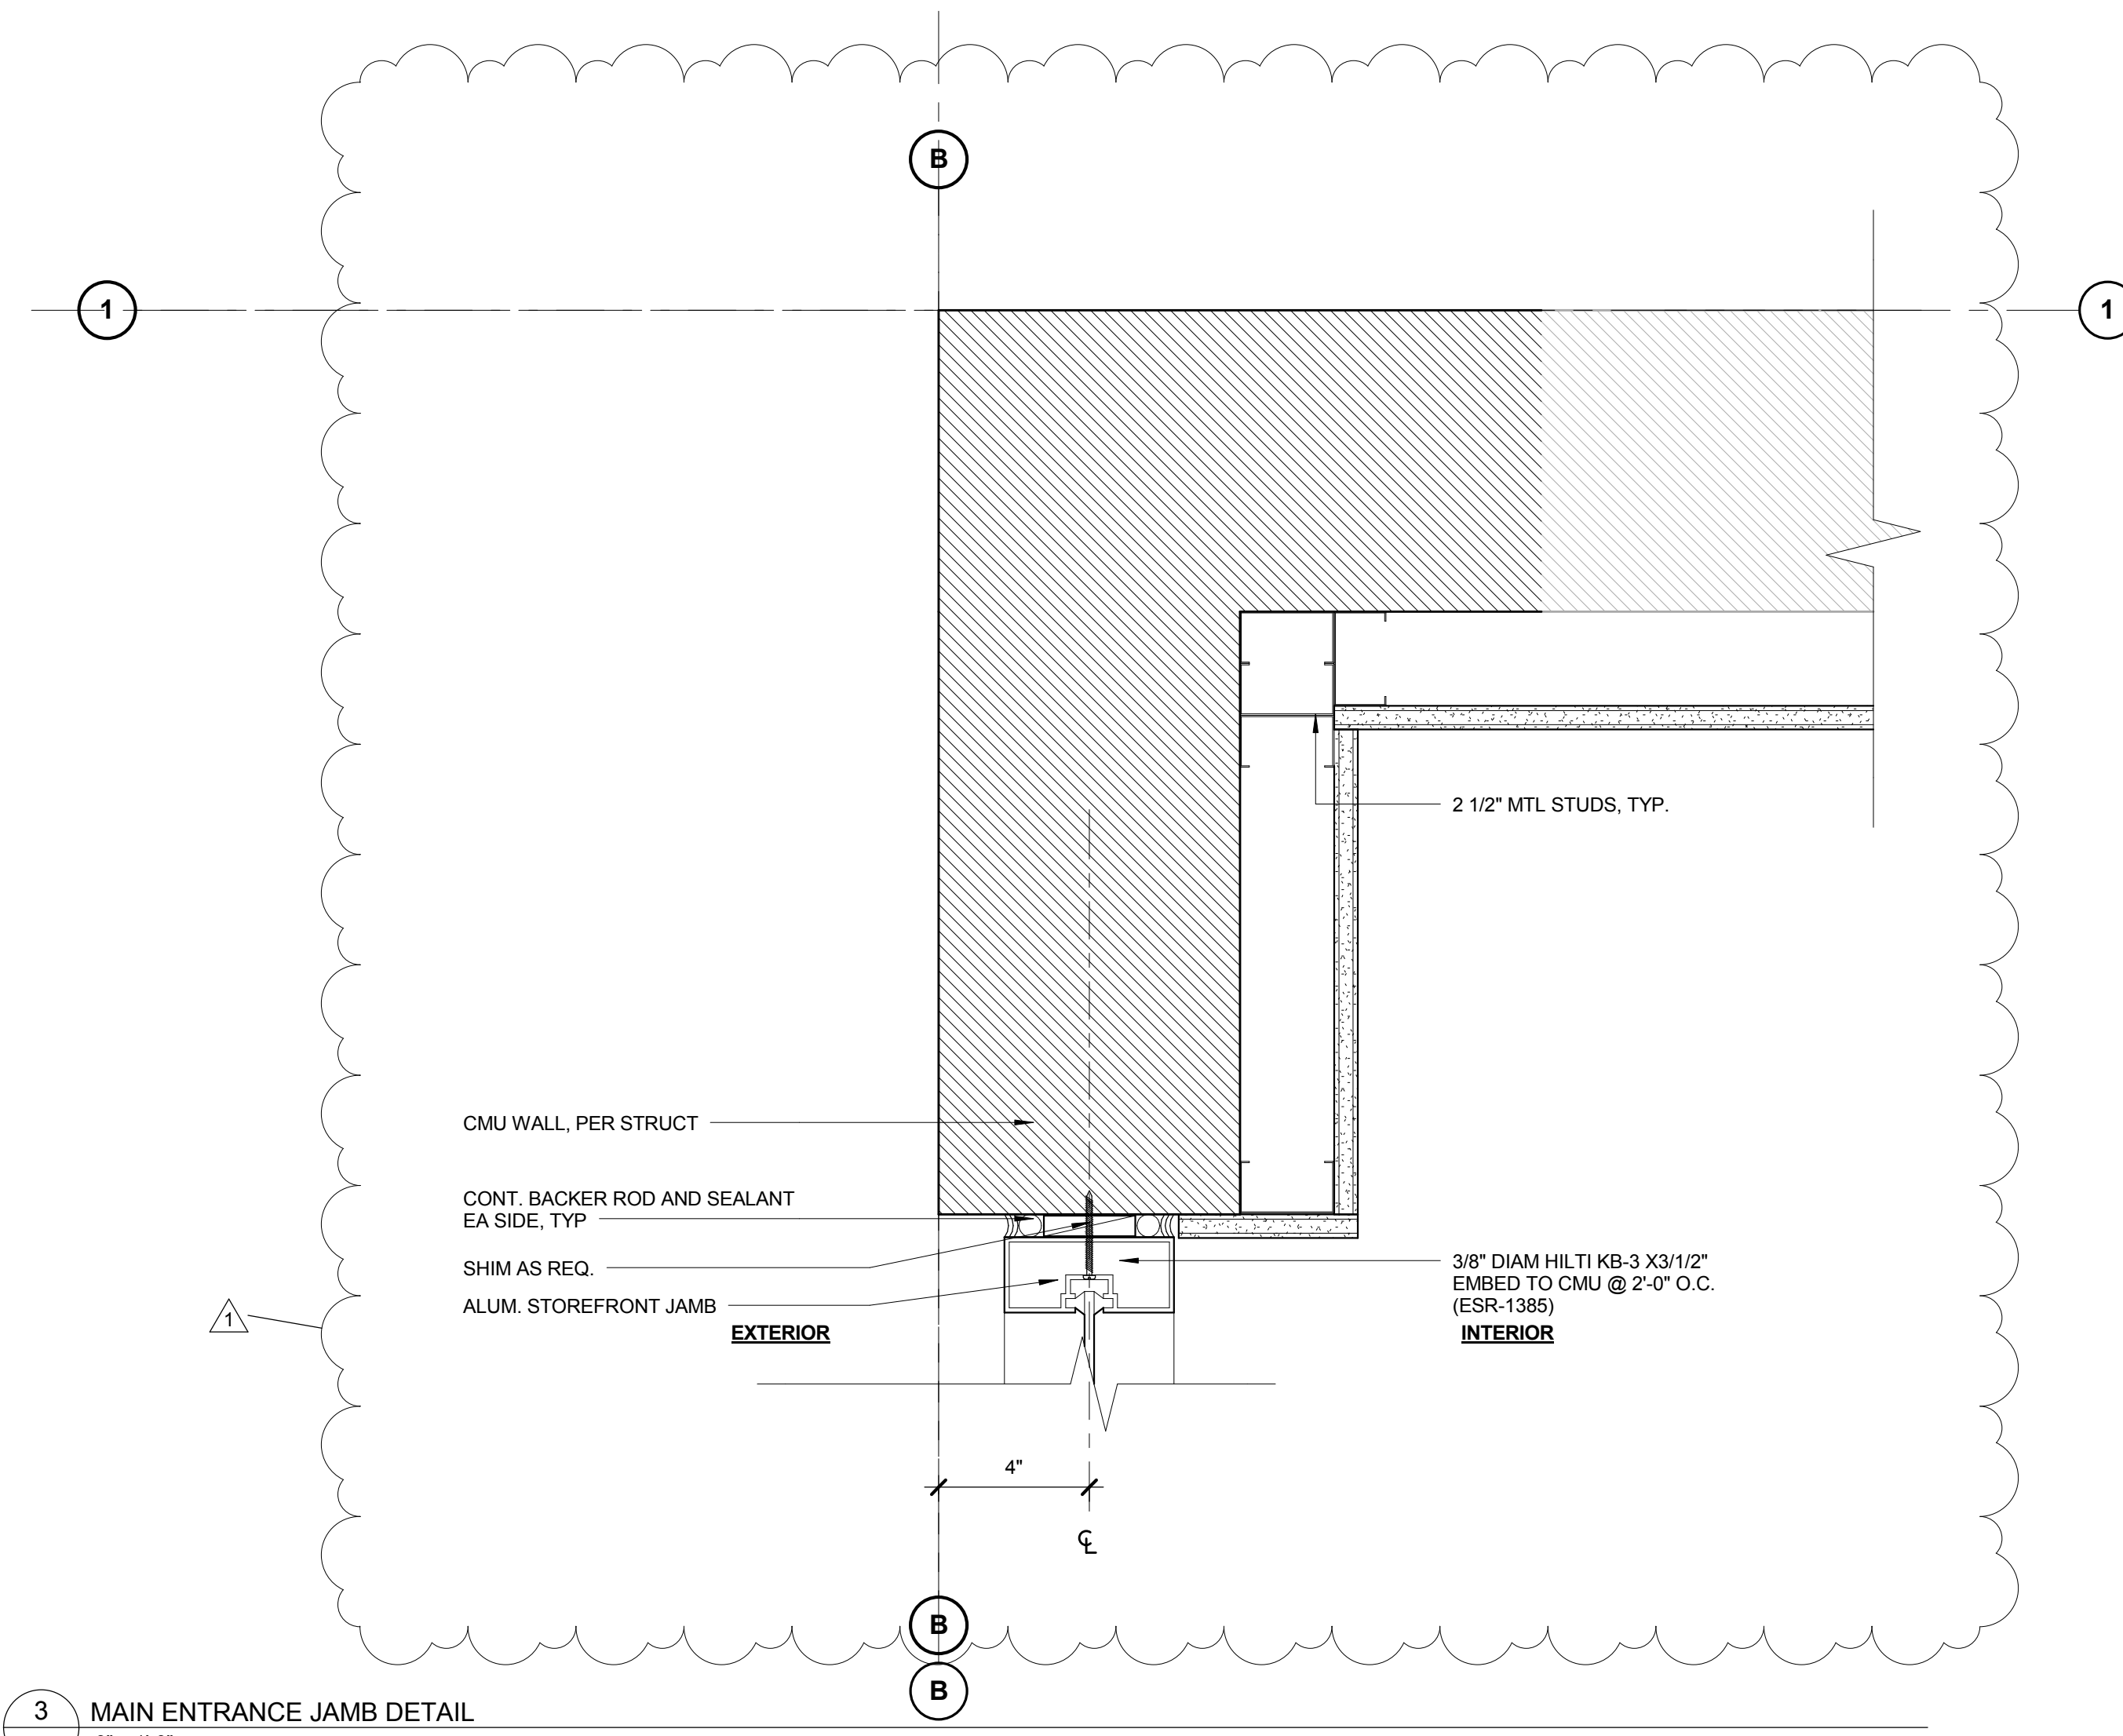 B
1
1
2 1/2" MTL STUDS, TYP.
CMU WALL, PER STRUCT
CONT. BACKER ROD AND SEALANT
EA SIDE, TYP
SHIM AS REQ.
ALUM. STOREFRONT JAMB
EXTERIOR
3/8" DIAM HILTI KB-3 X3/1/2"
EMBED TO CMU @ 2'-0" O.C.
(ESR-1385)
INTERIOR
1
4"
℄
B
B
3
MAIN ENTRANCE JAMB DETAIL